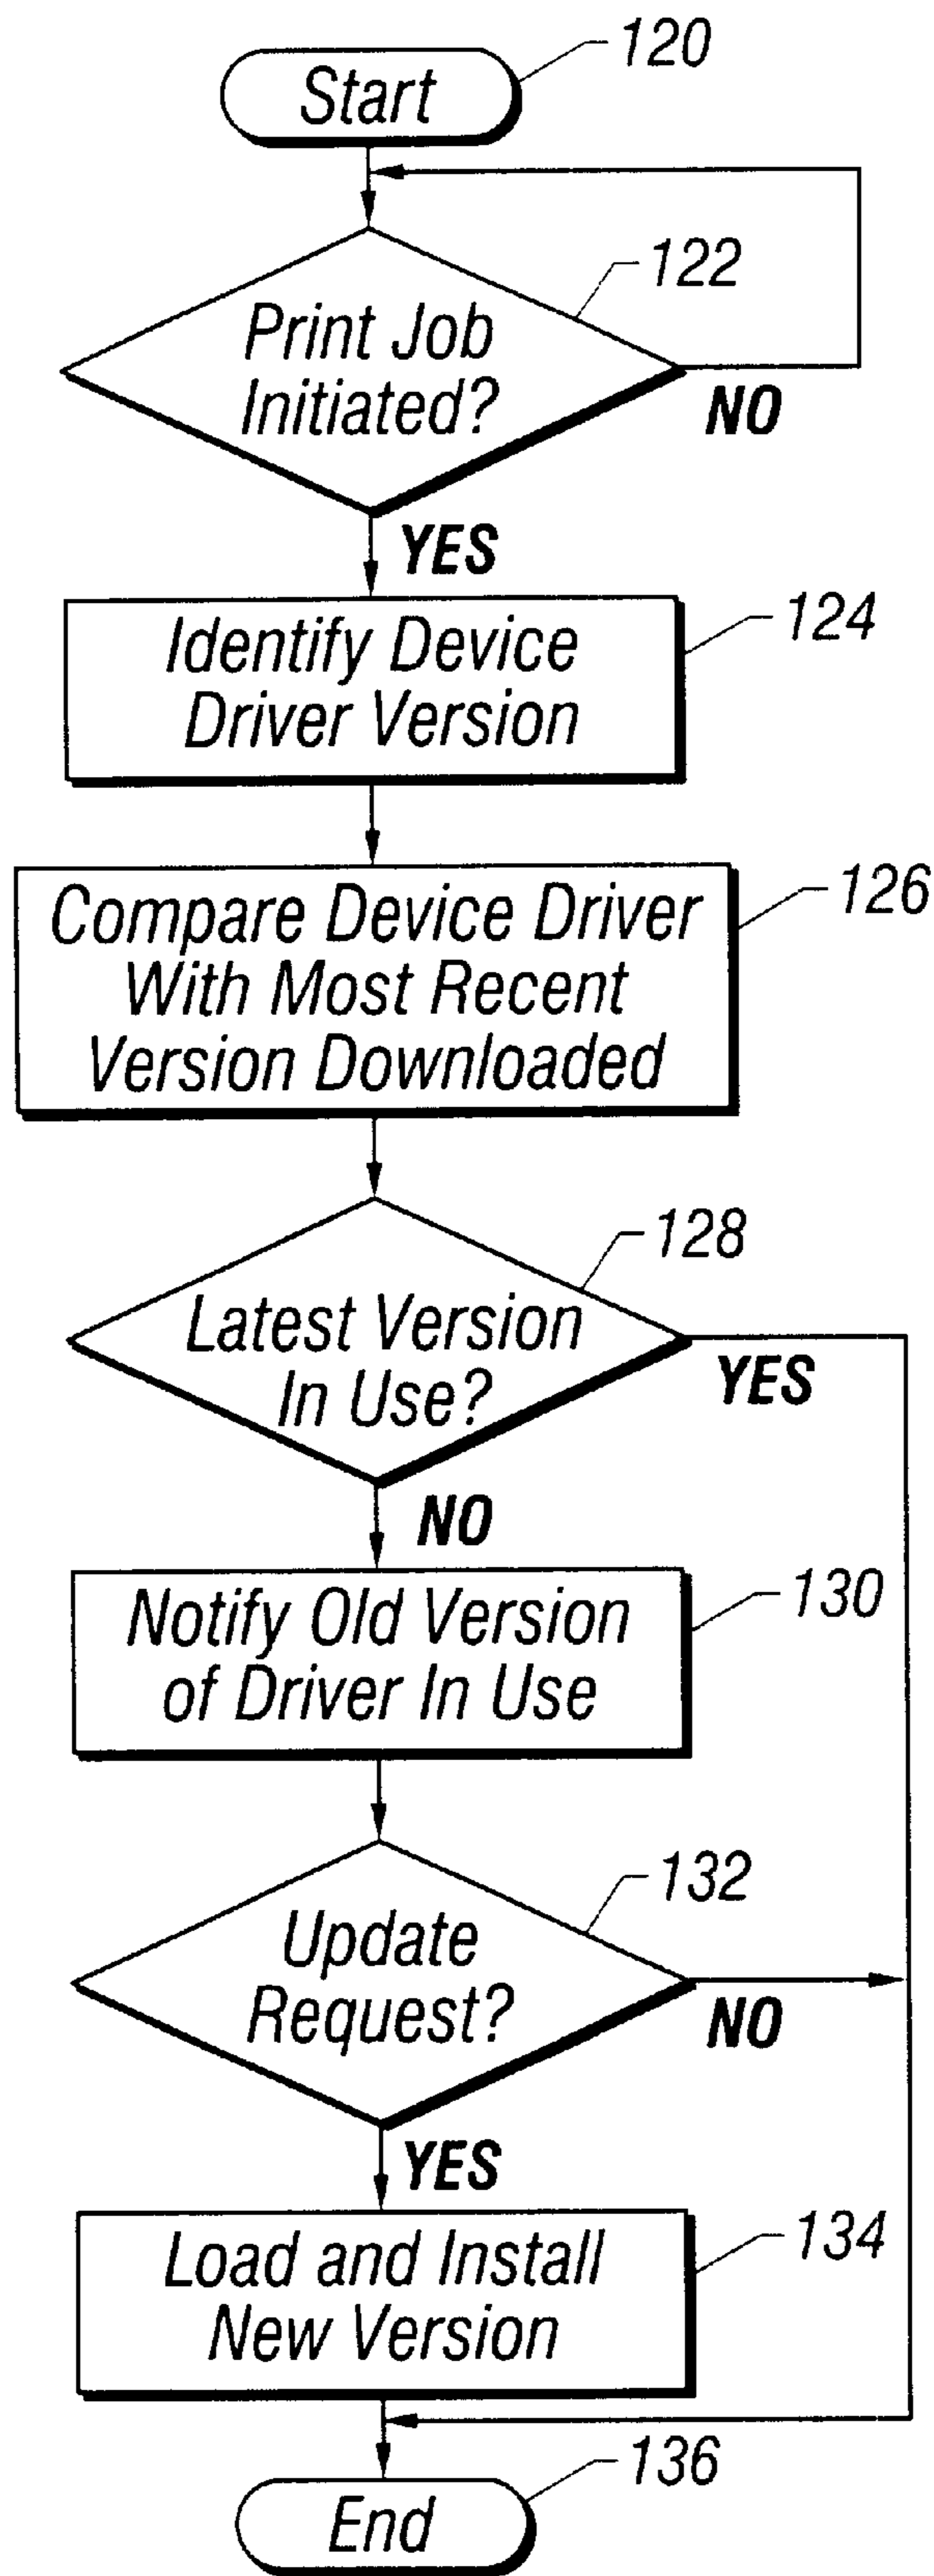 120
Start
122
Print Job
Initiated?
NO
YES
124
Identify Device
Driver Version
126
Compare Device Driver
With Most Recent
Version Downloaded
128
Latest Version
In Use?
YES
NO
130
Notify Old Version
of Driver In Use
132
Update
Request?
NO
YES
134
Load and Install
New Version
136
End